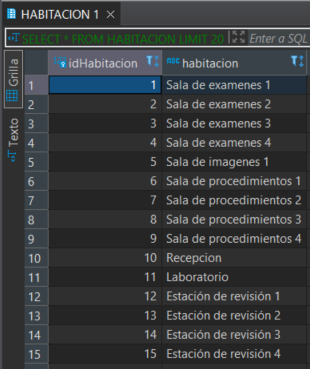 HABITACION 1
SELECT * FROM HABITACION LIMIT 20 Enter a SQL
Grilla
Texto
idHabitacion habitacion
1 1 Sala de examenes 1
2 2 Sala de examenes 2
3 3 Sala de examenes 3
4 4 Sala de examenes 4
5 5 Sala de imagenes 1
6 6 Sala de procedimientos 1
7 7 Sala de procedimientos 2
8 8 Sala de procedimientos 3
9 9 Sala de procedimientos 4
10 10 Recepcion
11 11 Laboratorio
12 12 Estación de revisión 1
13 13 Estación de revisión 2
14 14 Estación de revisión 3
15 15 Estación de revisión 4